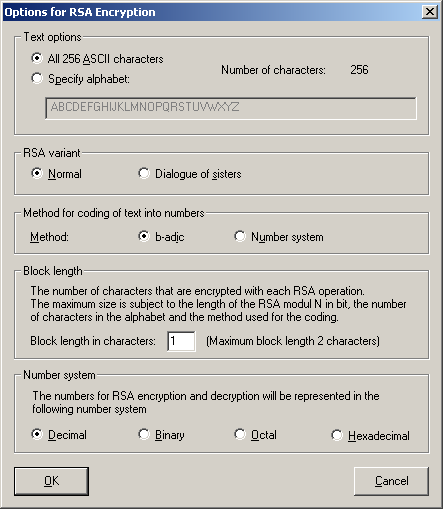 Options for RSA Encryption
Text options
All 256 ASCII characters
Number of characters: 256
Specify alphabet:
ABCDEFGHIJKLMNOPQRSTUVWXYZ
RSA variant
Normal Dialogue of sisters
Method for coding of text into numbers
Method: b-adic Number system
Block length
The number of characters that are encrypted with each RSA operation.
The maximum size is subject to the length of the RSA modul N in bit, the number
of characters in the alphabet and the method used for the coding.
Block length in characters: 1 (Maximum block length 2 characters)
Number system
The numbers for RSA encryption and decryption will be represented in the
following number system
Decimal Binary Octal Hexadecimal
OK Cancel